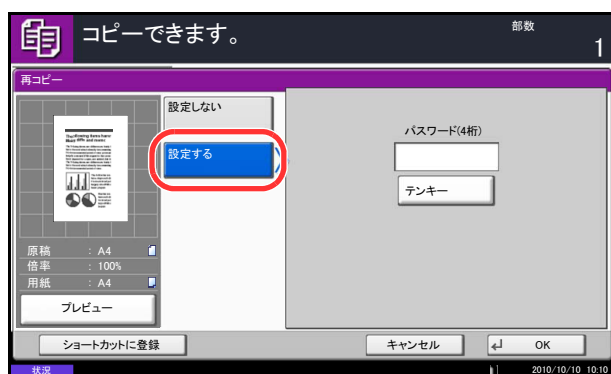 コピーできます。
部数
1
再コピー
設定しない
設定する
パスワード(4桁)
テンキー
原稿 : A4
倍率 : 100%
用紙 : A4
プレビュー
ショートカットに登録
キャンセル
OK
状況
2010/10/10 10:10